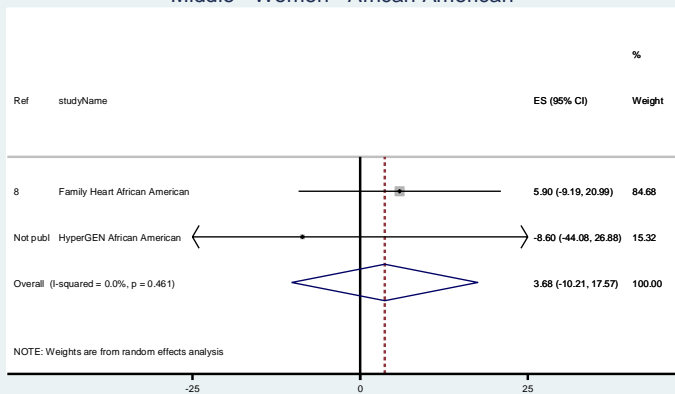 Middle - Women - African American
%
Ref studyName ES (95% CI) Weight
8 Family Heart African American 5.90 (-9.19, 20.99) 84.68
Not publ HyperGEN African American -8.60 (-44.08, 26.88) 15.32
Overall (I-squared = 0.0%, p = 0.461) 3.68 (-10.21, 17.57) 100.00
NOTE: Weights are from random effects analysis
-25 0 25